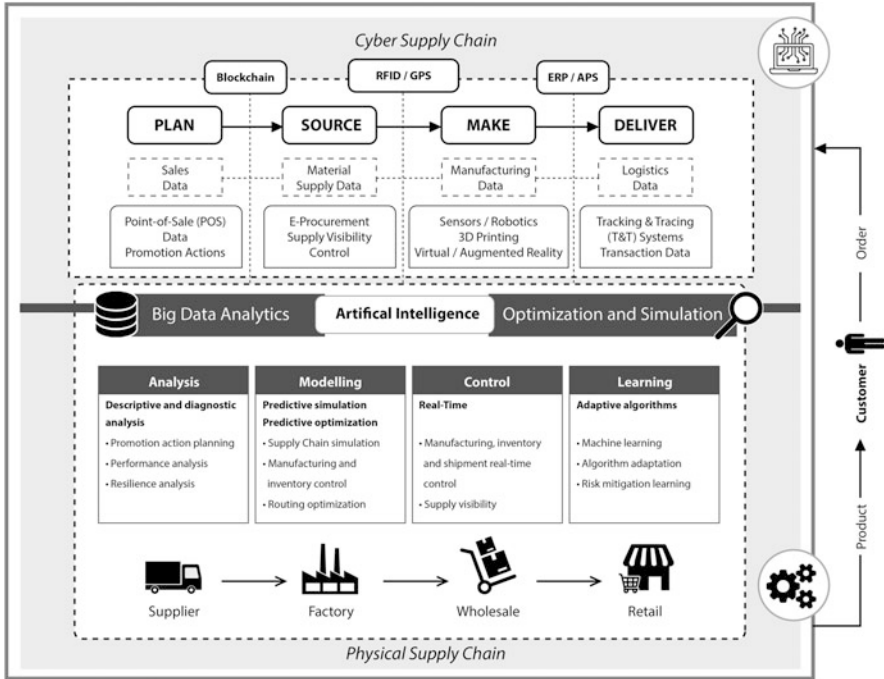 Cyber Supply Chain
Blockchain
RFID / GPS
ERP / APS
PLAN
SOURCE
MAKE
DELIVER
Sales
Data
Material
Supply Data
Manufacturing
Data
Logistics
Data
Point-of-Sale (POS)
Data
Promotion Actions
E-Procurement
Supply Visibility
Control
Sensors / Robotics
3D Printing
Virtual / Augmented Reality
Tracking & Tracing
(T&T) Systems
Transaction Data
Big Data Analytics
Artifical Intelligence
Optimization and Simulation
Analysis
Descriptive and diagnostic
analysis
• Promotion action planning
• Performance analysis
• Resilience analysis
Modelling
Predictive simulation
Predictive optimization
• Supply Chain simulation
• Manufacturing and
inventory control
• Routing optimization
Control
Real-Time
• Manufacturing, inventory
and shipment real-time
control
• Supply visibility
Learning
Adaptive algorithms
• Machine learning
• Algorithm adaptation
• Risk mitigation learning
Supplier
Factory
Wholesale
Retail
Physical Supply Chain
Order
Customer
Product